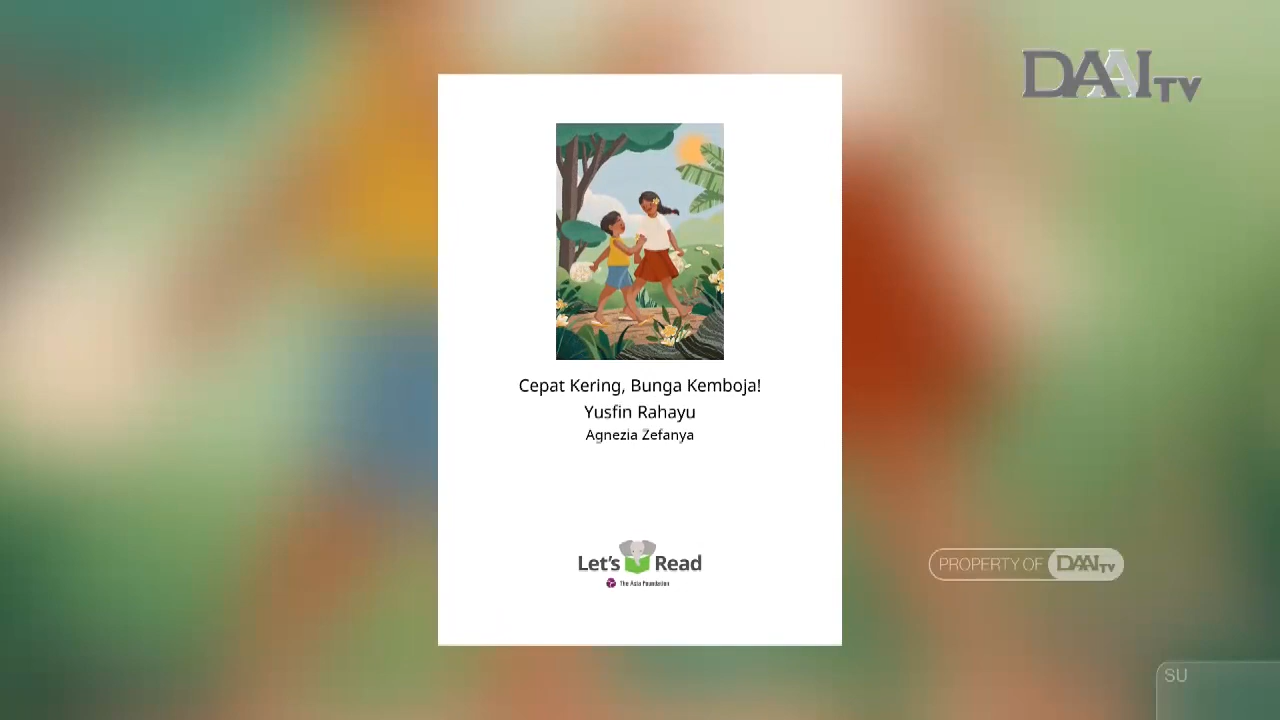 DAAI TV
Cepat Kering, Bunga Kemboja!
Yusfin Rahayu
Agnezia Zefanya
Let's Read
The Asia Foundation
PROPERTY OF DAAI TV
SU